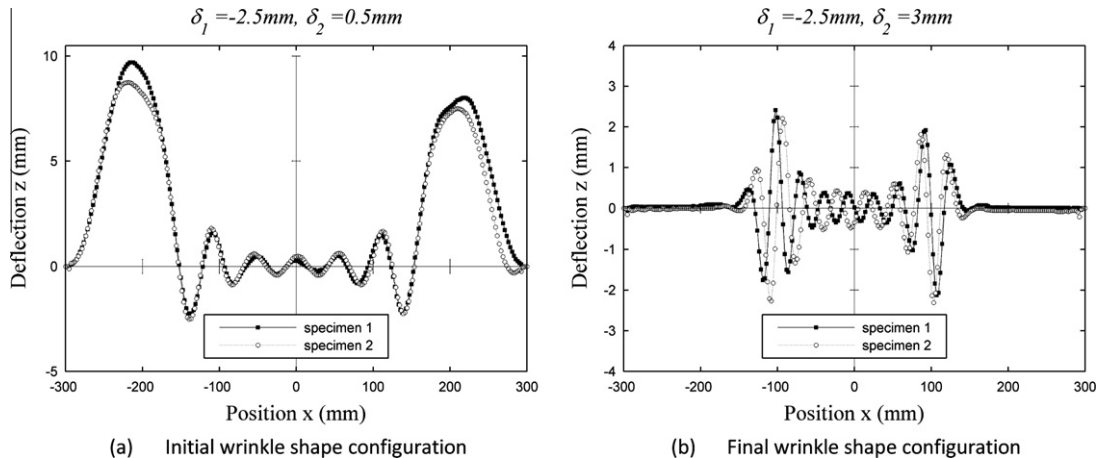 δ1 =-2.5mm, δ2 =0.5mm
10
5
0
-5
-300 -200 -100 0 100 200 300
Deflection z (mm)
Position x (mm)
specimen 1
specimen 2
(a) Initial wrinkle shape configuration
δ1 =-2.5mm, δ2 =3mm
4
3
2
1
0
-1
-2
-3
-4
-300 -200 -100 0 100 200 300
Deflection z (mm)
Position x (mm)
specimen 1
specimen 2
(b) Final wrinkle shape configuration